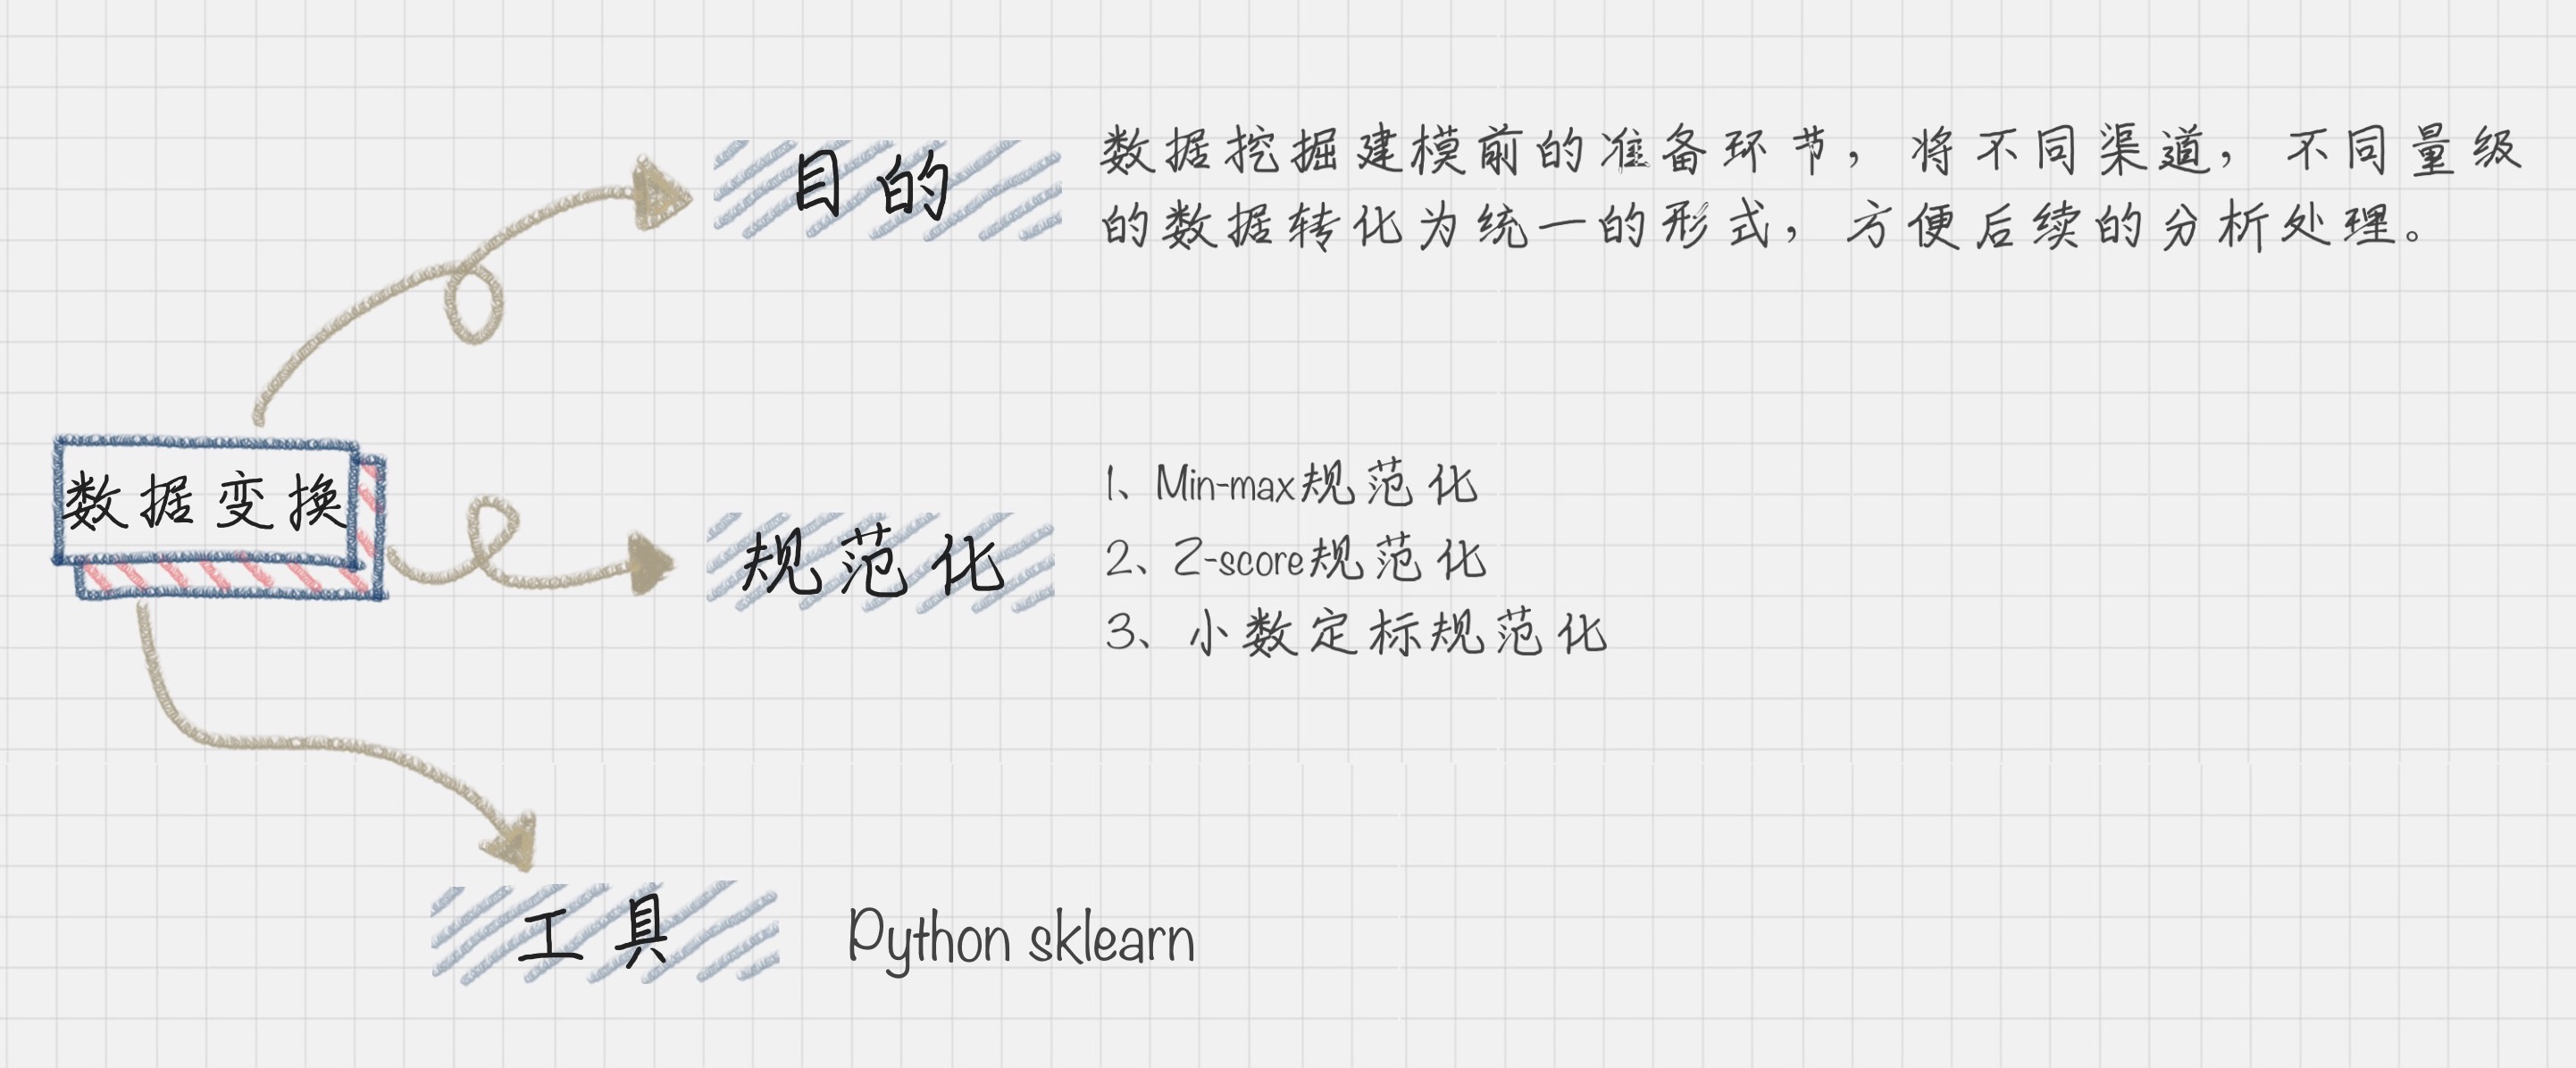 目的
数据挖掘建模前的准备环节，将不同渠道，不同量级
的数据转化为统一的形式，方便后续的分析处理。
数据变换
规范化
1、Min-max规范化
2、Z-score规范化
3、小数定标规范化
工具
Python sklearn